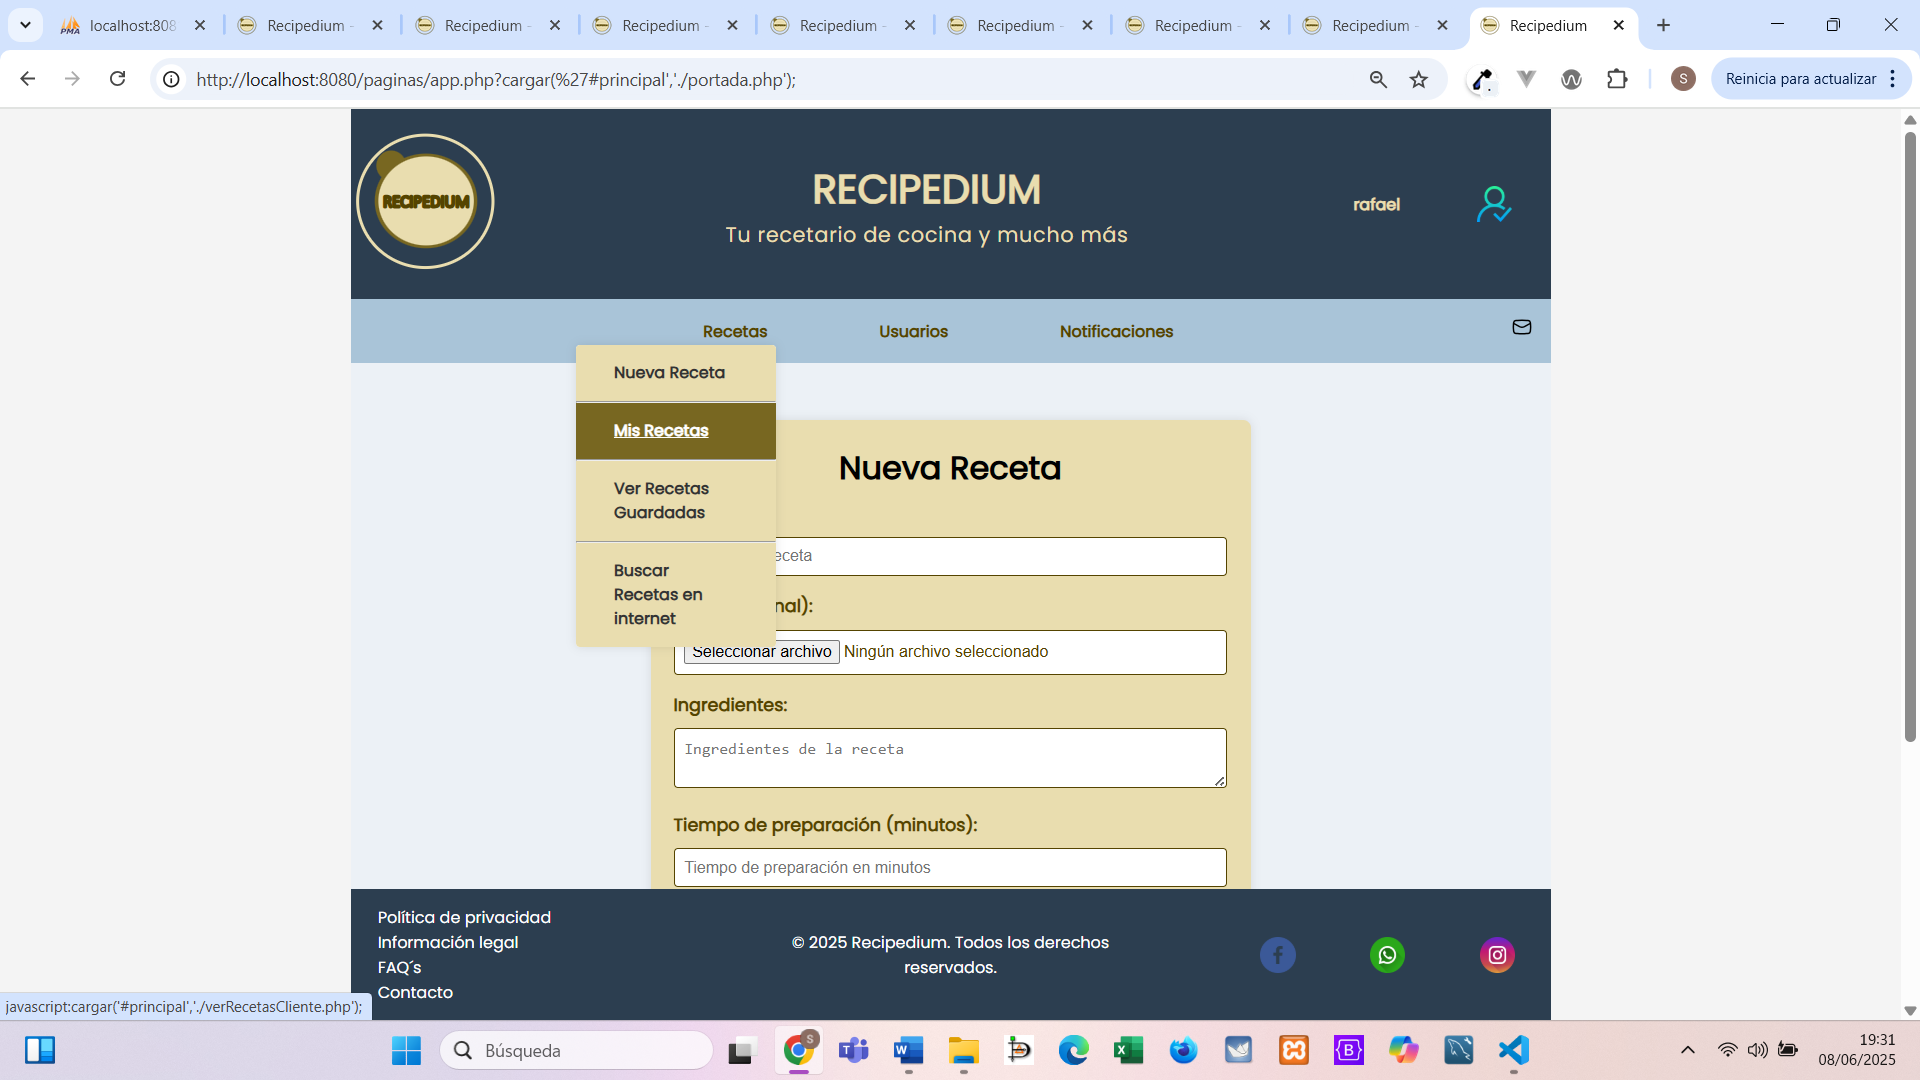 localhost:808
Recipedium -
Recipedium -
Recipedium -
Recipedium -
Recipedium -
Recipedium -
Recipedium -
Recipedium
http://localhost:8080/paginas/app.php?cargar(%27#principal','./portada.php');
S
Reinicia para actualizar
RECIPEDIUM
RECIPEDIUM
Tu recetario de cocina y mucho más
rafael
Recetas
Usuarios
Notificaciones
Nueva Receta
Mis Recetas
Ver Recetas
Guardadas
Buscar
Recetas en
internet
Nueva Receta
eceta
nal):
Seleccionar archivo
Ningún archivo seleccionado
Ingredientes:
Ingredientes de la receta
Tiempo de preparación (minutos):
Tiempo de preparación en minutos
Política de privacidad
Información legal
FAQ´s
Contacto
© 2025 Recipedium. Todos los derechos
reservados.
javascript:cargar('#principal','./verRecetasCliente.php');
Búsqueda
19:31
08/06/2025